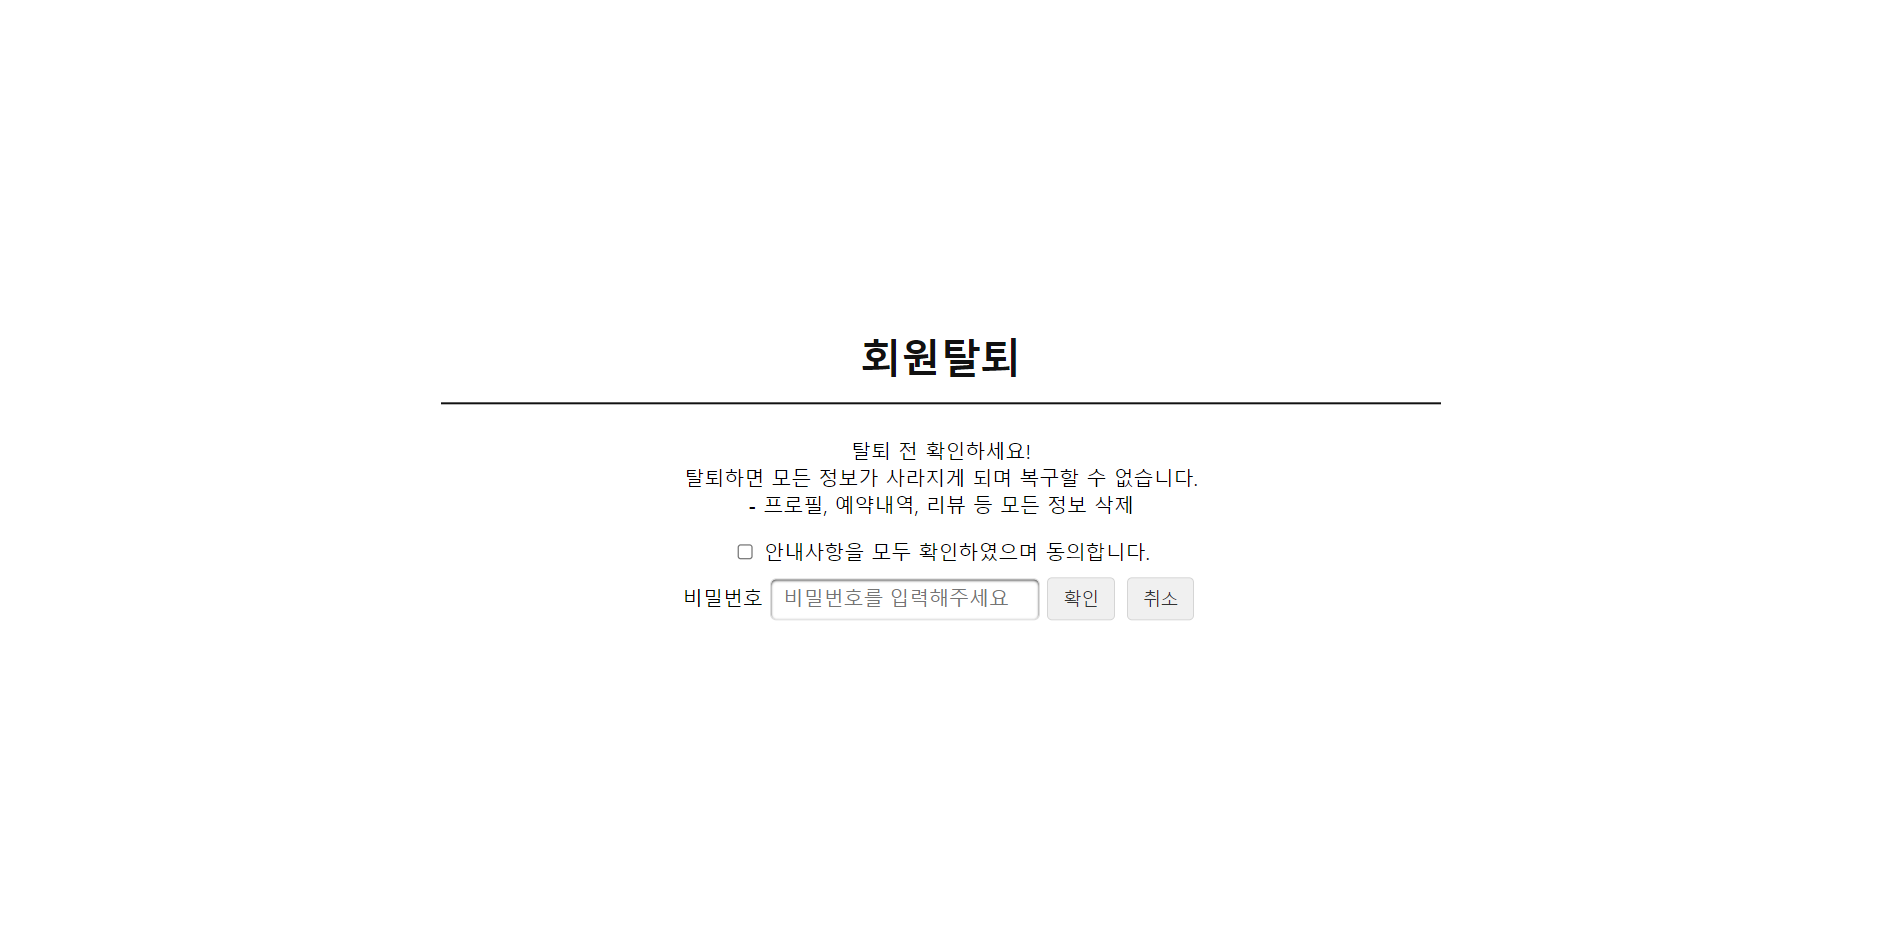 회원탈퇴
탈퇴 전 확인하세요!
탈퇴하면 모든 정보가 사라지게 되며 복구할 수 없습니다.
- 프로필, 예약내역, 리뷰 등 모든 정보 삭제
안내사항을 모두 확인하였으며 동의합니다.
비밀번호 비밀번호를 입력해주세요 확인 취소